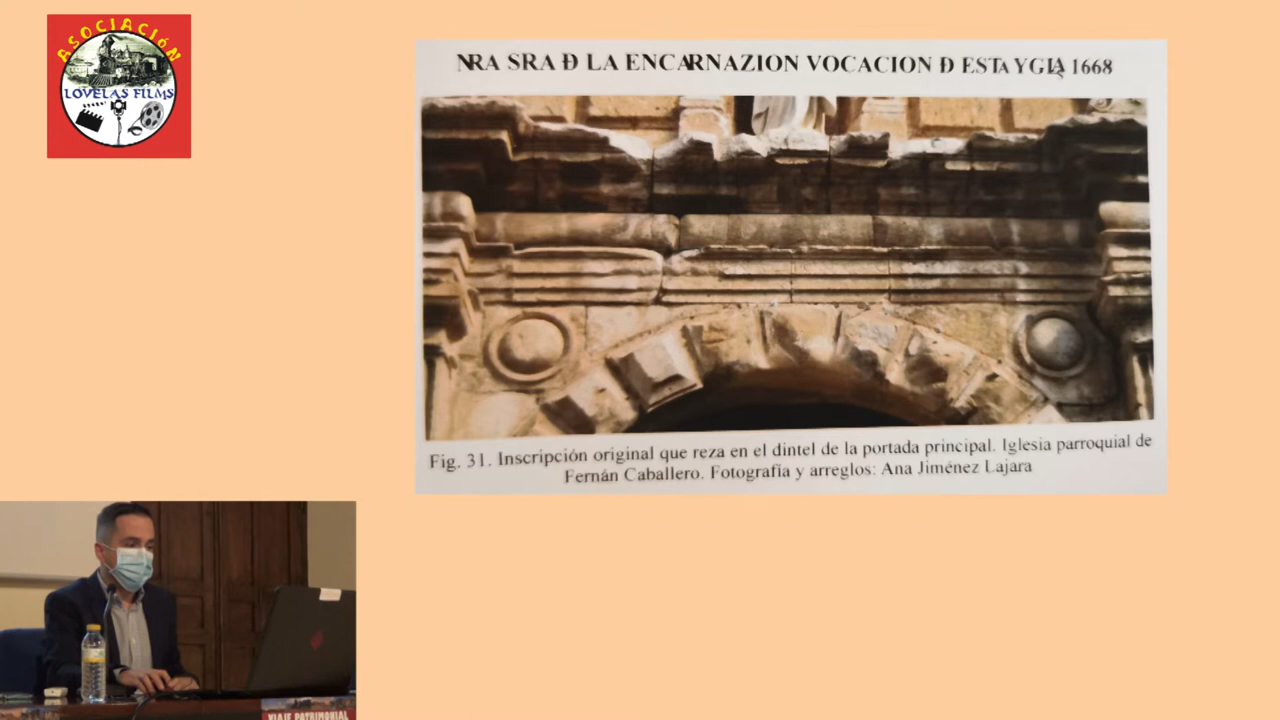 ASOCIACIÓN
LOVELAS FILMS
NRA SRA Đ LA ENCARNAZION VOCACION Đ ESTA YGLA 1668
Fig. 31. Inscripción original que reza en el dintel de la portada principal. Iglesia parroquial de
Fernán Caballero. Fotografía y arreglos: Ana Jiménez Lajara
VIAJE PATRIMONIAL